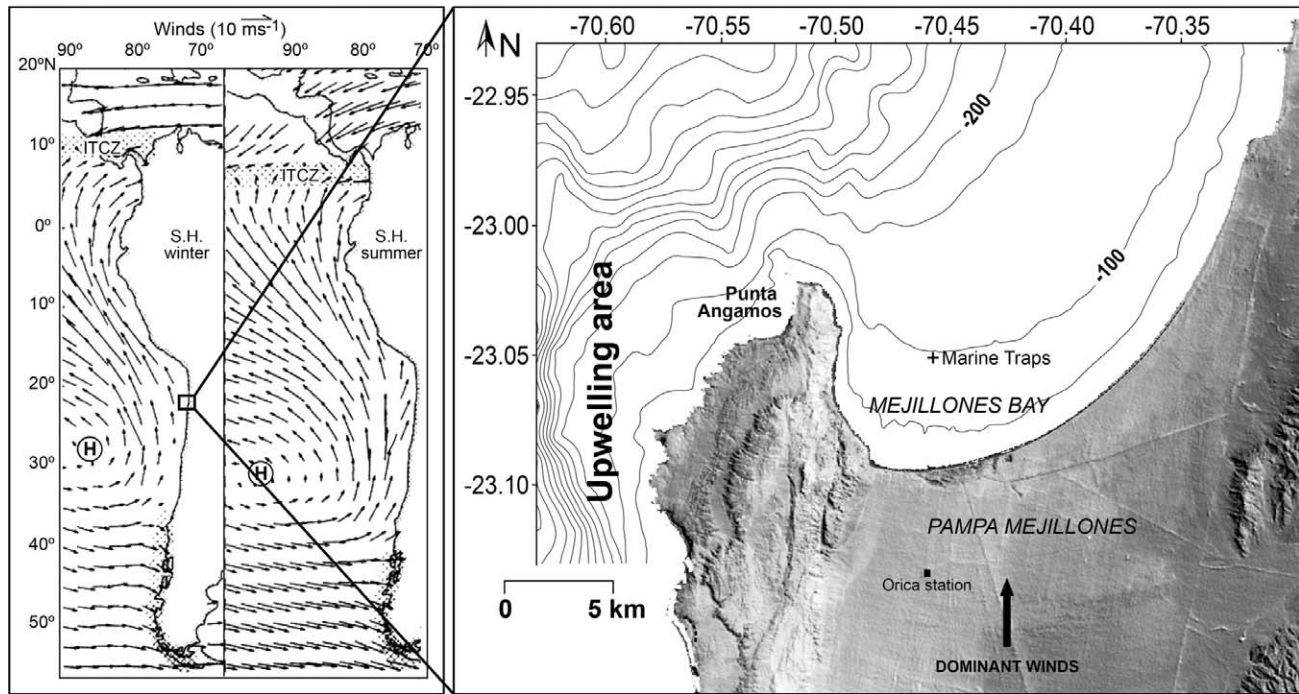 Winds (10 ms-1)
90º 80º 70º 90º 80º 70º
20ºN
10º
0º
10º
20º
30º
40º
50º
ITCZ
ITCZ
S.H.
winter
S.H.
summer
H
H
N
-70.60 -70.55 -70.50 -70.45 -70.40 -70.35
-22.95
-23.00
-23.05
-23.10
-200
-100
Upwelling area
Punta
Angamos
Marine Traps
MEJILLONES BAY
PAMPA MEJILLONES
Orica station
0 5 km
DOMINANT WINDS